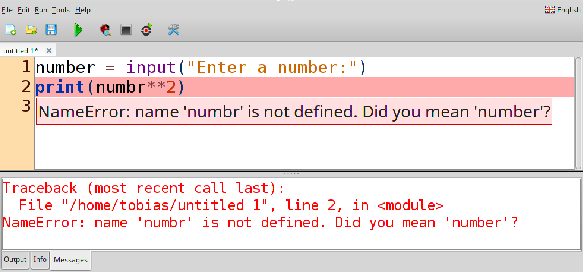 File Edit Run Tools Help English
untitled 1*
1 number = input("Enter a number:")
2 print(numbr**2)
3 NameError: name 'numbr' is not defined. Did you mean 'number'?
Traceback (most recent call last):
File "/home/tobias/untitled 1", line 2, in <module>
NameError: name 'numbr' is not defined. Did you mean 'number'?
Output Info Messages